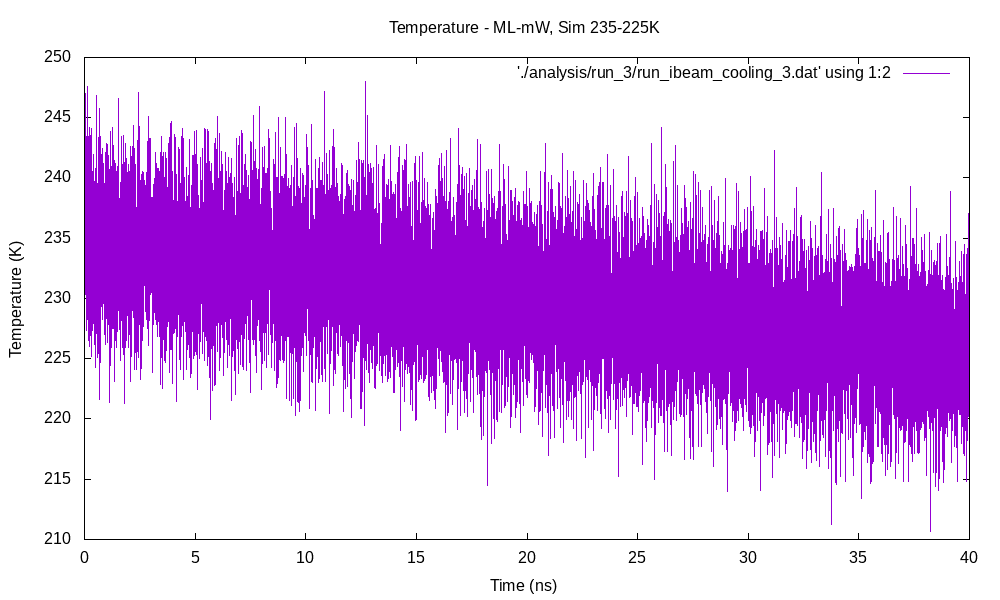 Temperature - ML-mW, Sim 235-225K
'./analysis/run_3/run_ibeam_cooling_3.dat' using 1:2
Temperature (K)
250
245
240
235
230
225
220
215
210
0 5 10 15 20 25 30 35 40
Time (ns)